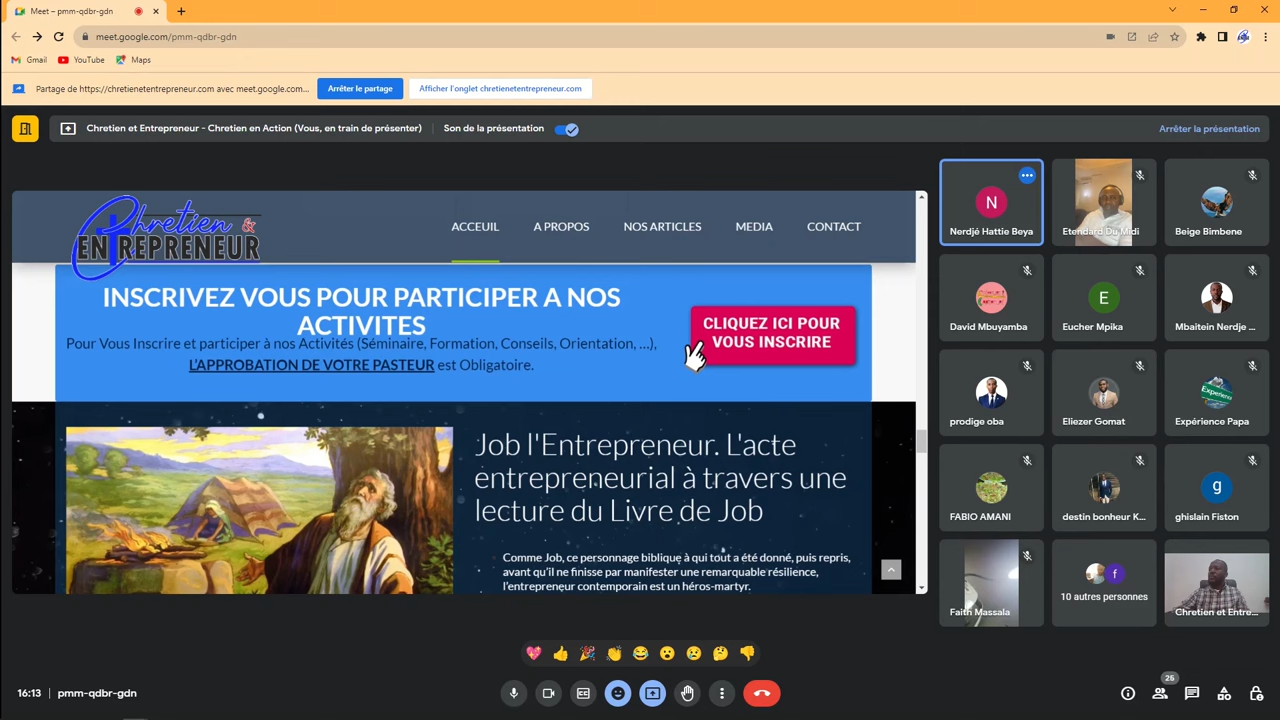 Meet – pmm-qdbr-gdn
meet.google.com/pmm-qdbr-gdn
Gmail YouTube Maps
Partage de https://chretienetentrepreneur.com avec meet.google.com... Arrêter le partage Afficher l'onglet chretienetentrepreneur.com
Chretien et Entrepreneur - Chretien en Action (Vous, en train de présenter) Son de la présentation Arrêter la présentation
Chretien &
ENTREPRENEUR
ACCEUIL A PROPOS NOS ARTICLES MEDIA CONTACT
INSCRIVEZ VOUS POUR PARTICIPER A NOS
ACTIVITES
Pour Vous Inscrire et participer à nos Activités (Séminaire, Formation, Conseils, Orientation, ...),
L'APPROBATION DE VOTRE PASTEUR est Obligatoire.
CLIQUEZ ICI POUR
VOUS INSCRIRE
Job l'Entrepreneur. L'acte
entrepreneurial à travers une
lecture du Livre de Job
Comme Job, ce personnage biblique à qui tout a été donné, puis repris,
avant qu'il ne finisse par manifester une remarquable résilience,
l'entrepreneur contemporain est un héros-martyr.
N
Nerdjé Hattie Beya
Etendard Du Midi
Beige Bimbene
David Mbuyamba
E
Eucher Mpika
Mbaitein Nerdje ...
prodige oba
Eliezer Gomat
Experience
Expérience Papa
FABIO AMANI
destin bonheur K...
g
ghislain Fiston
Faith Massala
f
10 autres personnes
Chretien et Entre...
16:13 | pmm-qdbr-gdn
25